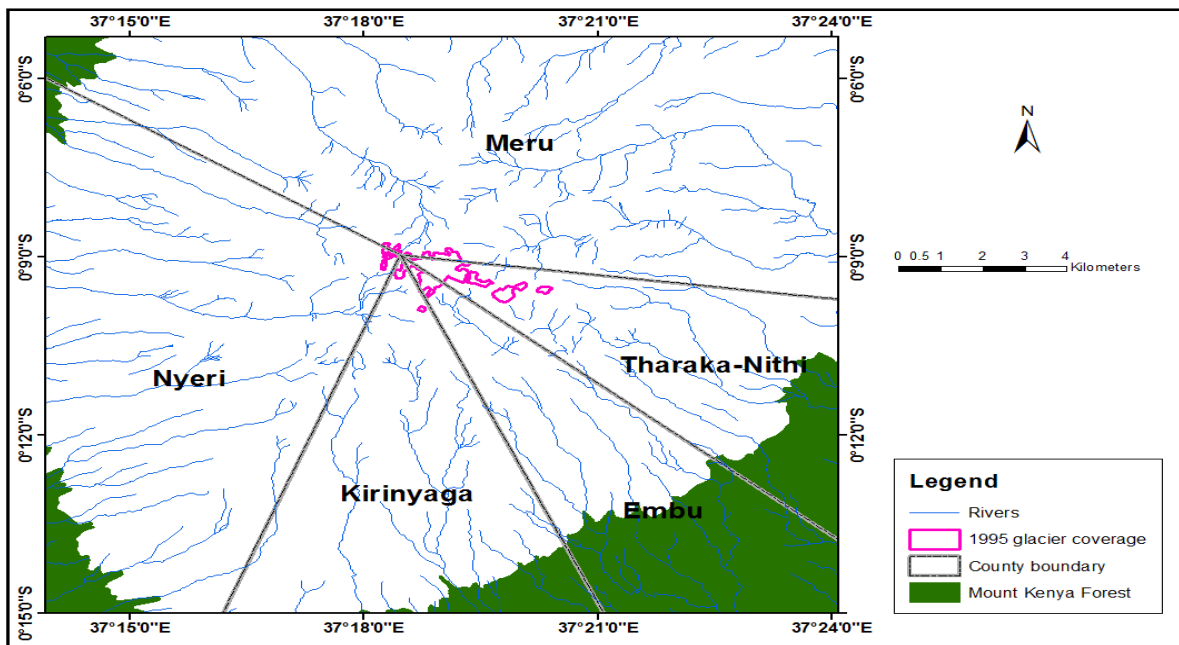 37°15'0"E 37°18'0"E 37°21'0"E 37°24'0"E
0°6'0"S 0°6'0"S
N
Meru
0°9'0"S 0°9'0"S
0 0.5 1 2 3 4
Kilometers
Tharaka-Nithi
Nyeri
0°12'0"S 0°12'0"S
Kirinyaga
Embu
Legend
Rivers
1995 glacier coverage
County boundary
Mount Kenya Forest
0°15'0"S 0°15'0"S
37°15'0"E 37°18'0"E 37°21'0"E 37°24'0"E